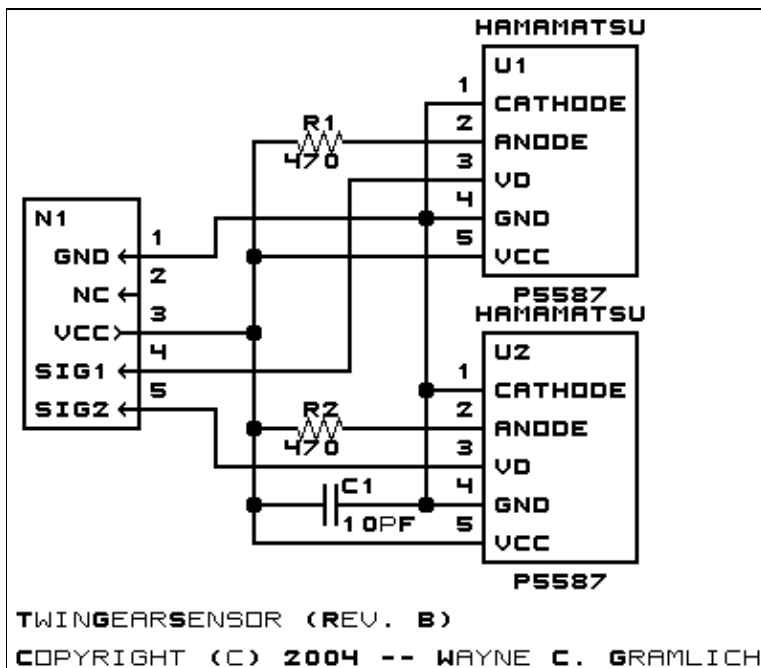 HAMAMATSU
U1
1 CATHODE
2 ANODE
3 VO
4 GND
5 VCC
P5587
R1
470
N1
GND 1
NC 2
VCC 3
SIG1 4
SIG2 5
HAMAMATSU
U2
1 CATHODE
2 ANODE
3 VO
4 GND
5 VCC
P5587
R2
470
C1
10PF
TWINGEARSENSOR (REV. B)
COPYRIGHT (C) 2004 -- WAYNE C. GRAMLICH